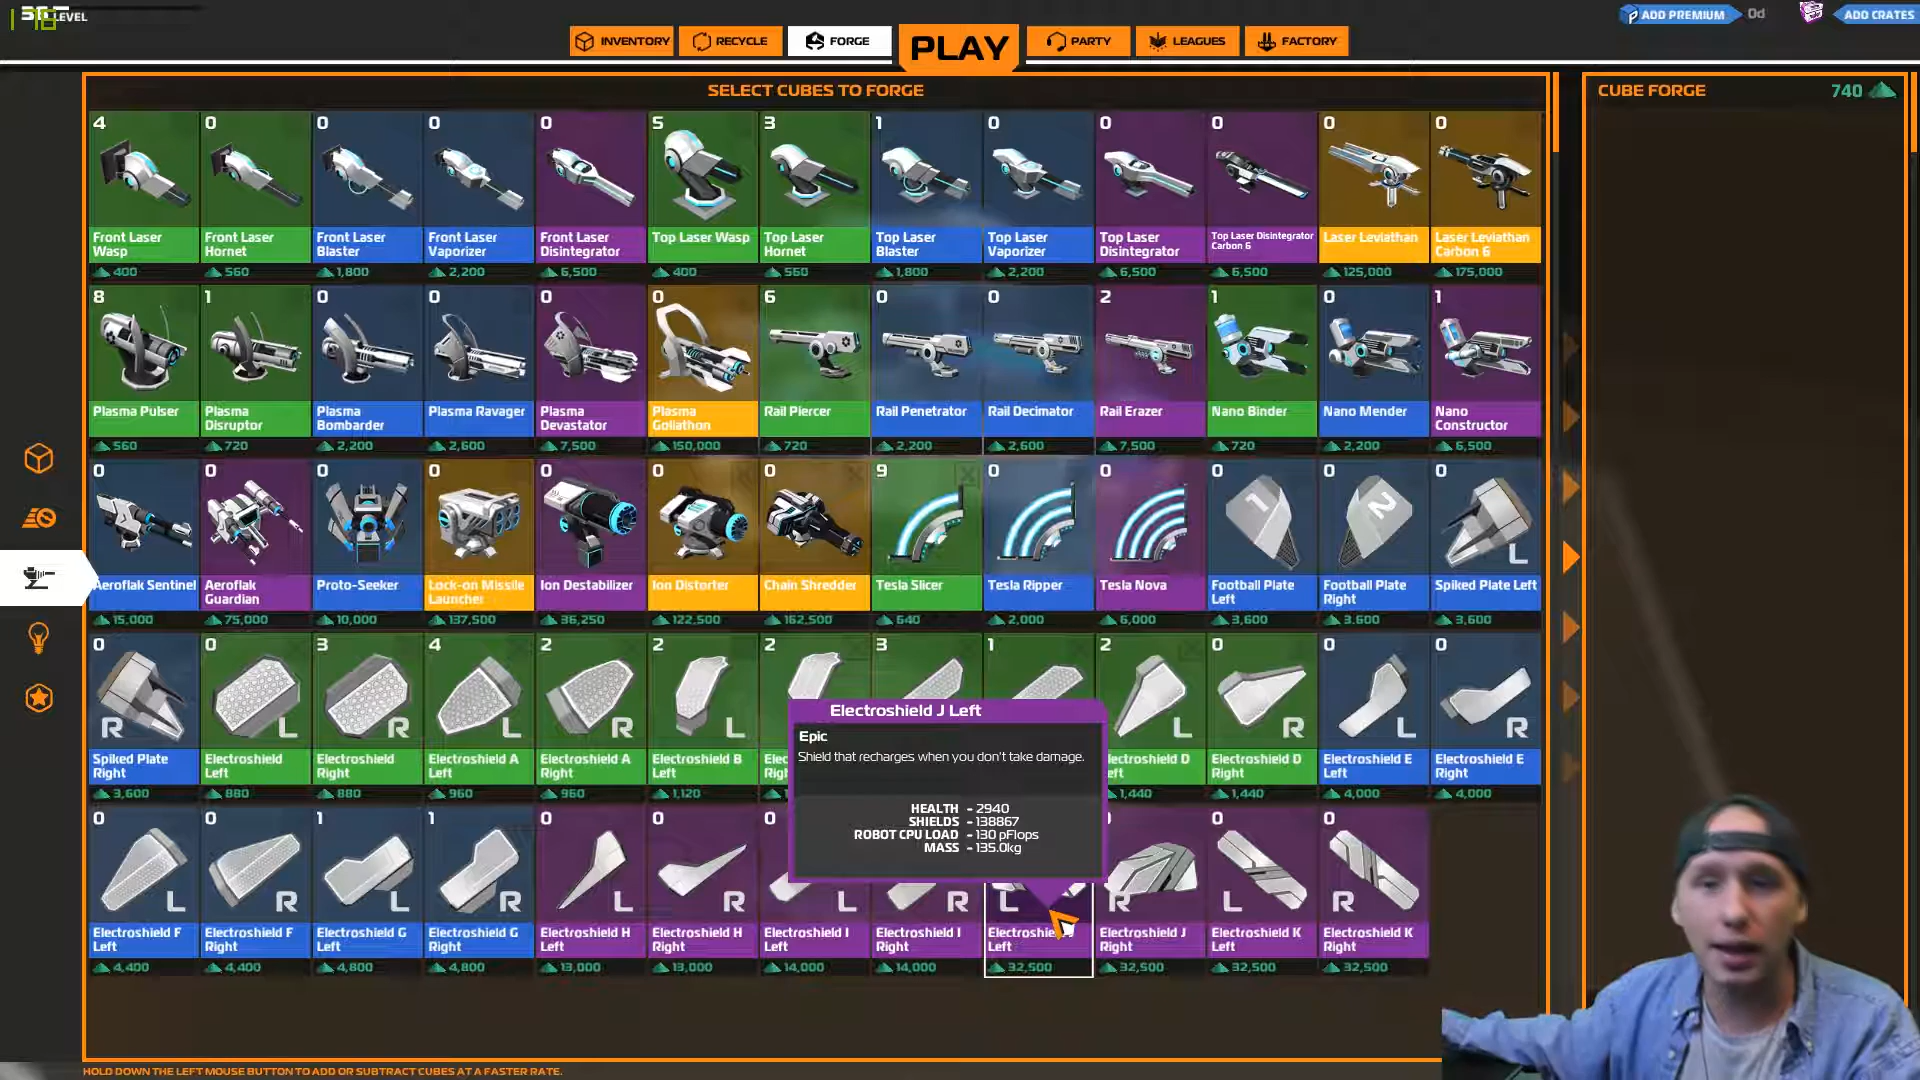 LEVEL
ADD PREMIUM 0d ADD CRATES
INVENTORY RECYCLE FORGE PLAY PARTY LEAGUES FACTORY
SELECT CUBES TO FORGE
CUBE FORGE 740
4 0 0 0 0 5 3 1 0 0 0 0 0
Front Laser Wasp Front Laser Hornet Front Laser Blaster Front Laser Vaporizer Front Laser Disintegrator Top Laser Wasp Top Laser Hornet Top Laser Blaster Top Laser Vaporizer Top Laser Disintegrator Top Laser Disintegrator Carbon 6 Laser Leviathan Laser Leviathan Carbon 6
400 560 1,800 2,200 6,500 400 560 1,800 2,200 6,500 6,500 125,000 175,000
8 1 0 0 0 0 6 0 0 2 1 0 1
Plasma Pulser Plasma Disruptor Plasma Bombarder Plasma Ravager Plasma Devastator Plasma Goliathon Rail Piercer Rail Penetrator Rail Decimator Rail Erazer Nano Binder Nano Mender Nano Constructor
560 720 2,200 2,600 7,500 150,000 720 2,200 2,600 7,500 720 2,200 6,500
0 0 0 0 0 0 0 9 0 0 0 0 0
1 2 L
Aeroflak Sentinel Aeroflak Guardian Proto-Seeker Lock-on Missile Launcher Ion Destabilizer Ion Distorter Chain Shredder Tesla Slicer Tesla Ripper Tesla Nova Football Plate Left Football Plate Right Spiked Plate Left
15,000 75,000 10,000 137,500 36,250 122,500 162,500 640 2,000 6,000 3,600 3,600 3,600
0 0 3 4 2 2 2 3 1 2 0 0 0
R L R L R L L R L R
Spiked Plate Right Electroshield Left Electroshield Right Electroshield A Left Electroshield A Right Electroshield B Left Electroshield D Right Electroshield E Left Electroshield E Right
3,600 880 880 960 960 1,120 1,440 1,440 4,000 4,000
Electroshield J Left
Epic
Shield that recharges when you don't take damage.
HEALTH - 2940
SHIELDS - 138867
ROBOT CPU LOAD - 130 pFlops
MASS - 135.0kg
0 0 1 1 0 0 0 0 0
L R L R L R L R L R L R
Electroshield F Left Electroshield F Right Electroshield G Left Electroshield G Right Electroshield H Left Electroshield H Right Electroshield I Left Electroshield I Right Left Electroshield J Right Electroshield K Left Electroshield K Right
4,400 4,400 4,800 4,800 13,000 13,000 14,000 14,000 32,500 32,500 32,500 32,500
HOLD DOWN THE LEFT MOUSE BUTTON TO ADD OR SUBTRACT CUBES AT A FASTER RATE.